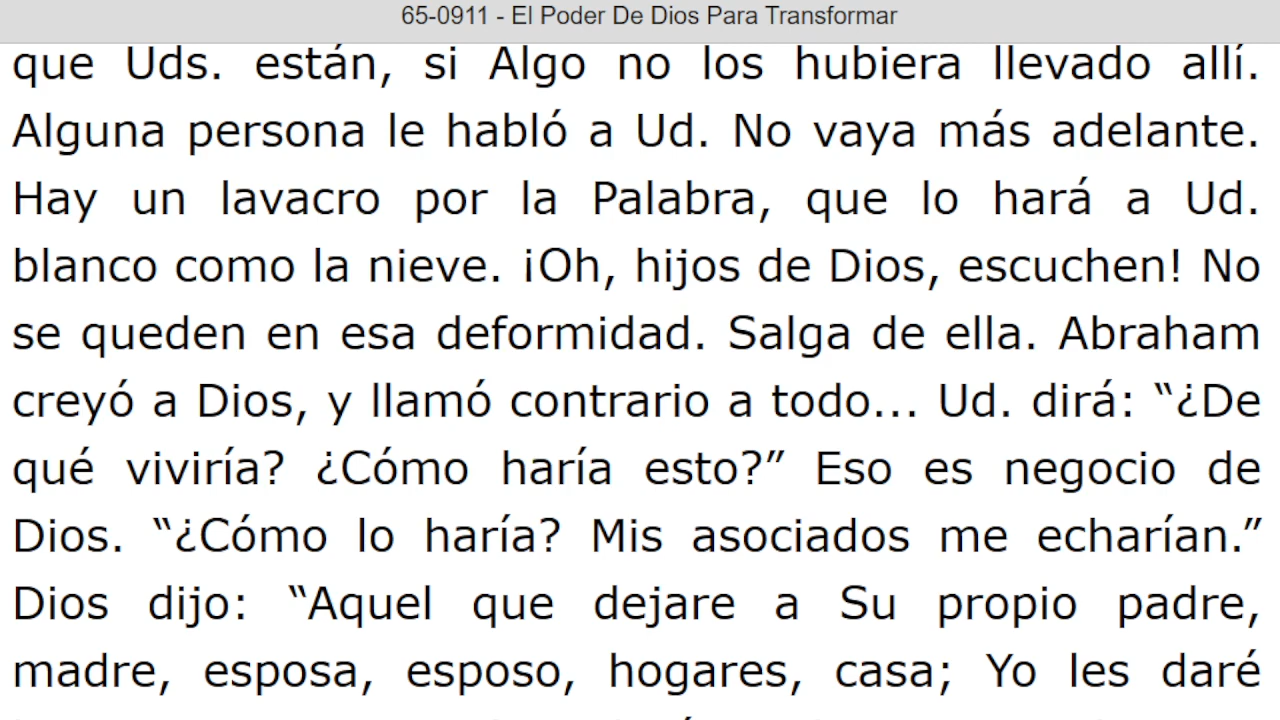 65-0911 - El Poder De Dios Para Transformar
que Uds. están, si Algo no los hubiera llevado allí.
Alguna persona le habló a Ud. No vaya más adelante.
Hay un lavacro por la Palabra, que lo hará a Ud.
blanco como la nieve. ¡Oh, hijos de Dios, escuchen! No
se queden en esa deformidad. Salga de ella. Abraham
creyó a Dios, y llamó contrario a todo... Ud. dirá: “¿De
qué viviría? ¿Cómo haría esto?” Eso es negocio de
Dios. “¿Cómo lo haría? Mis asociados me echarían.”
Dios dijo: “Aquel que dejare a Su propio padre,
madre, esposa, esposo, hogares, casa; Yo les daré